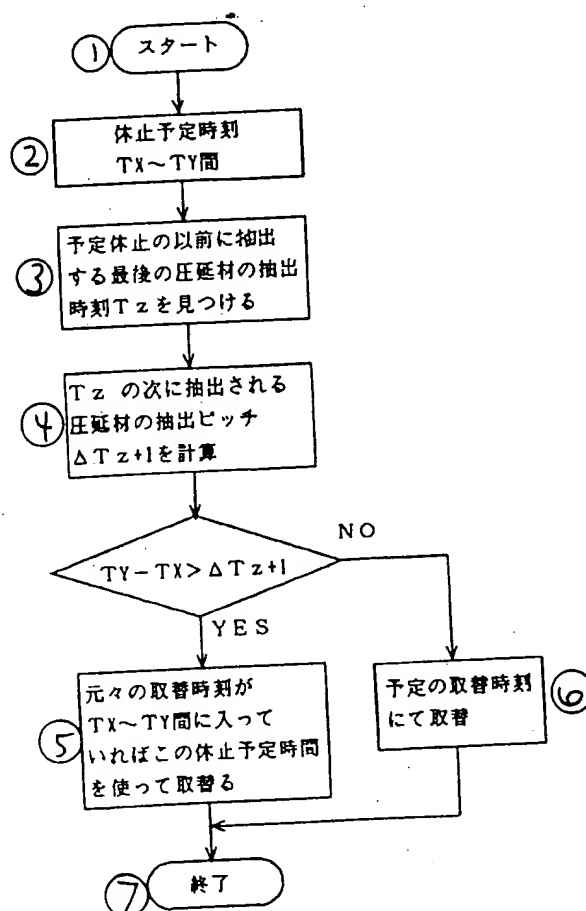 ① スタート
② 休止予定時刻
TX～TY間
③ 予定休止の以前に抽出
する最後の圧延材の抽出
時刻Tzを見つける
④ Tz の次に抽出される
圧延材の抽出ピッチ
ΔTz+1を計算
TY－TX＞ΔTz+1
NO
YES
⑤ 元々の取替時刻が
TX～TY間に入って
いればこの休止予定時間
を使って取替る
⑥ 予定の取替時刻
にて取替
⑦ 終了